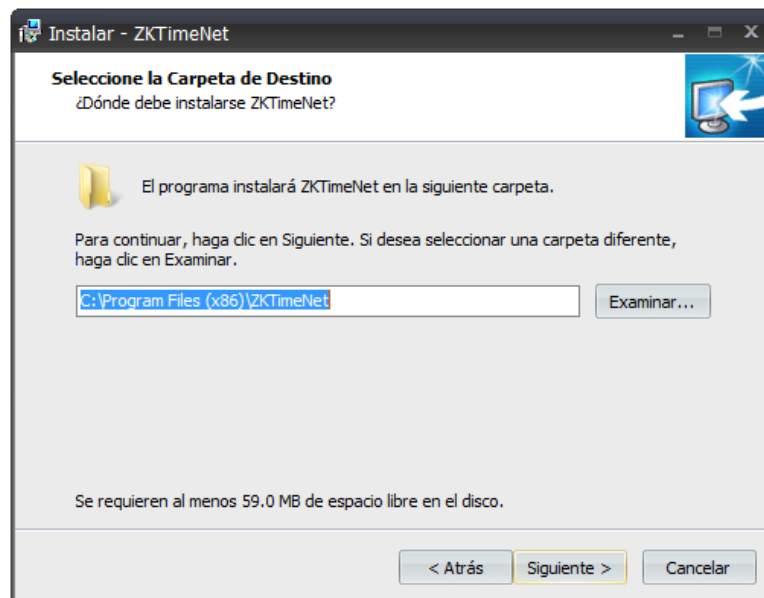 Instalar - ZKTimeNet
Seleccione la Carpeta de Destino
¿Dónde debe instalarse ZKTimeNet?
El programa instalará ZKTimeNet en la siguiente carpeta.
Para continuar, haga clic en Siguiente. Si desea seleccionar una carpeta diferente,
haga clic en Examinar.
C:\Program Files (x86)\ZKTimeNet
Examinar...
Se requieren al menos 59.0 MB de espacio libre en el disco.
< Atrás
Siguiente >
Cancelar